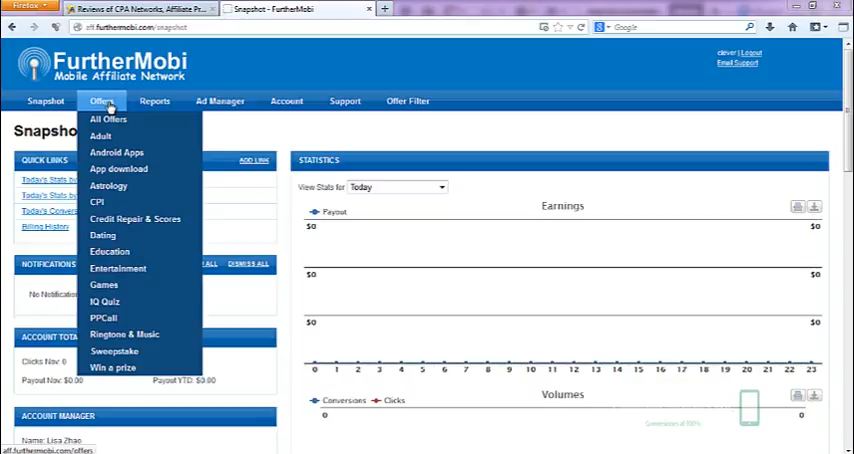 Firefox
Reviews of CPA Networks, Affiliate Pr...
Snapshot - FurtherMobi
aff.furthermobi.com/snapshot
Google
FurtherMobi
Mobile Affiliate Network
clever | Logout
Email Support
Snapshot
Offers
Reports
Ad Manager
Account
Support
Offer Filter
Snapsho
All Offers
Adult
Android Apps
App download
Astrology
CPI
Credit Repair & Scores
Dating
Education
Entertainment
Games
IQ Quiz
PPCall
Ringtone & Music
Sweepstake
Win a prize
QUICK LINKS
ADD LINK
Today's Stats by
Today's Stats by
Today's Convers
Billing History
NOTIFICATIONS
ALL
DISMISS ALL
No Notification
ACCOUNT TOTA
Clicks Nov: 0
Payout Nov: $0.00
Payout YTD: $0.00
ACCOUNT MANAGER
Name: Lisa Zhao
aff.furthermobi.com/offers
STATISTICS
View Stats for
Today
Earnings
Payout
$0
$0
$0
$0
$0
$0
0 1 2 3 4 5 6 7 8 9 10 11 12 13 14 15 16 17 18 19 20 21 22 23
Volumes
Conversions
Clicks
0
0
Conversions at 100%